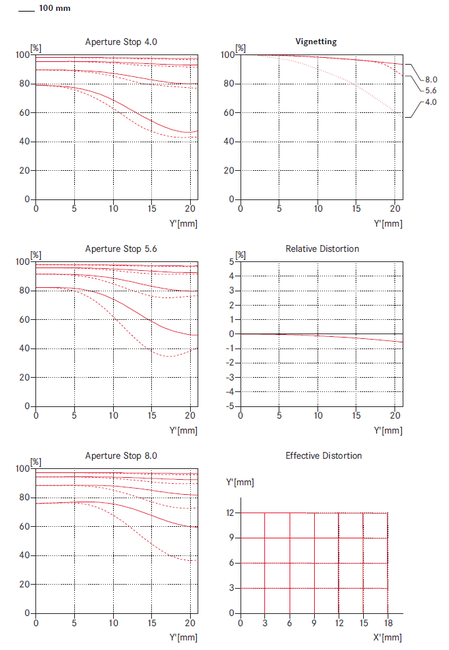 100 mm
Aperture Stop 4.0
[%]
100
80
60
40
20
0
0 5 10 15 20
Y'[mm]
Vignetting
[%]
100
80
60
40
20
0
0 5 10 15 20
Y'[mm]
8.0
5.6
4.0
Aperture Stop 5.6
[%]
100
80
60
40
20
0
0 5 10 15 20
Y'[mm]
Relative Distortion
[%]
5
4
3
2
1
0
-1
-2
-3
-4
-5
0 5 10 15 20
Y'[mm]
Aperture Stop 8.0
[%]
100
80
60
40
20
0
0 5 10 15 20
Y'[mm]
Effective Distortion
Y'[mm]
12
9
6
3
0
0 3 6 9 12 15 18
X'[mm]